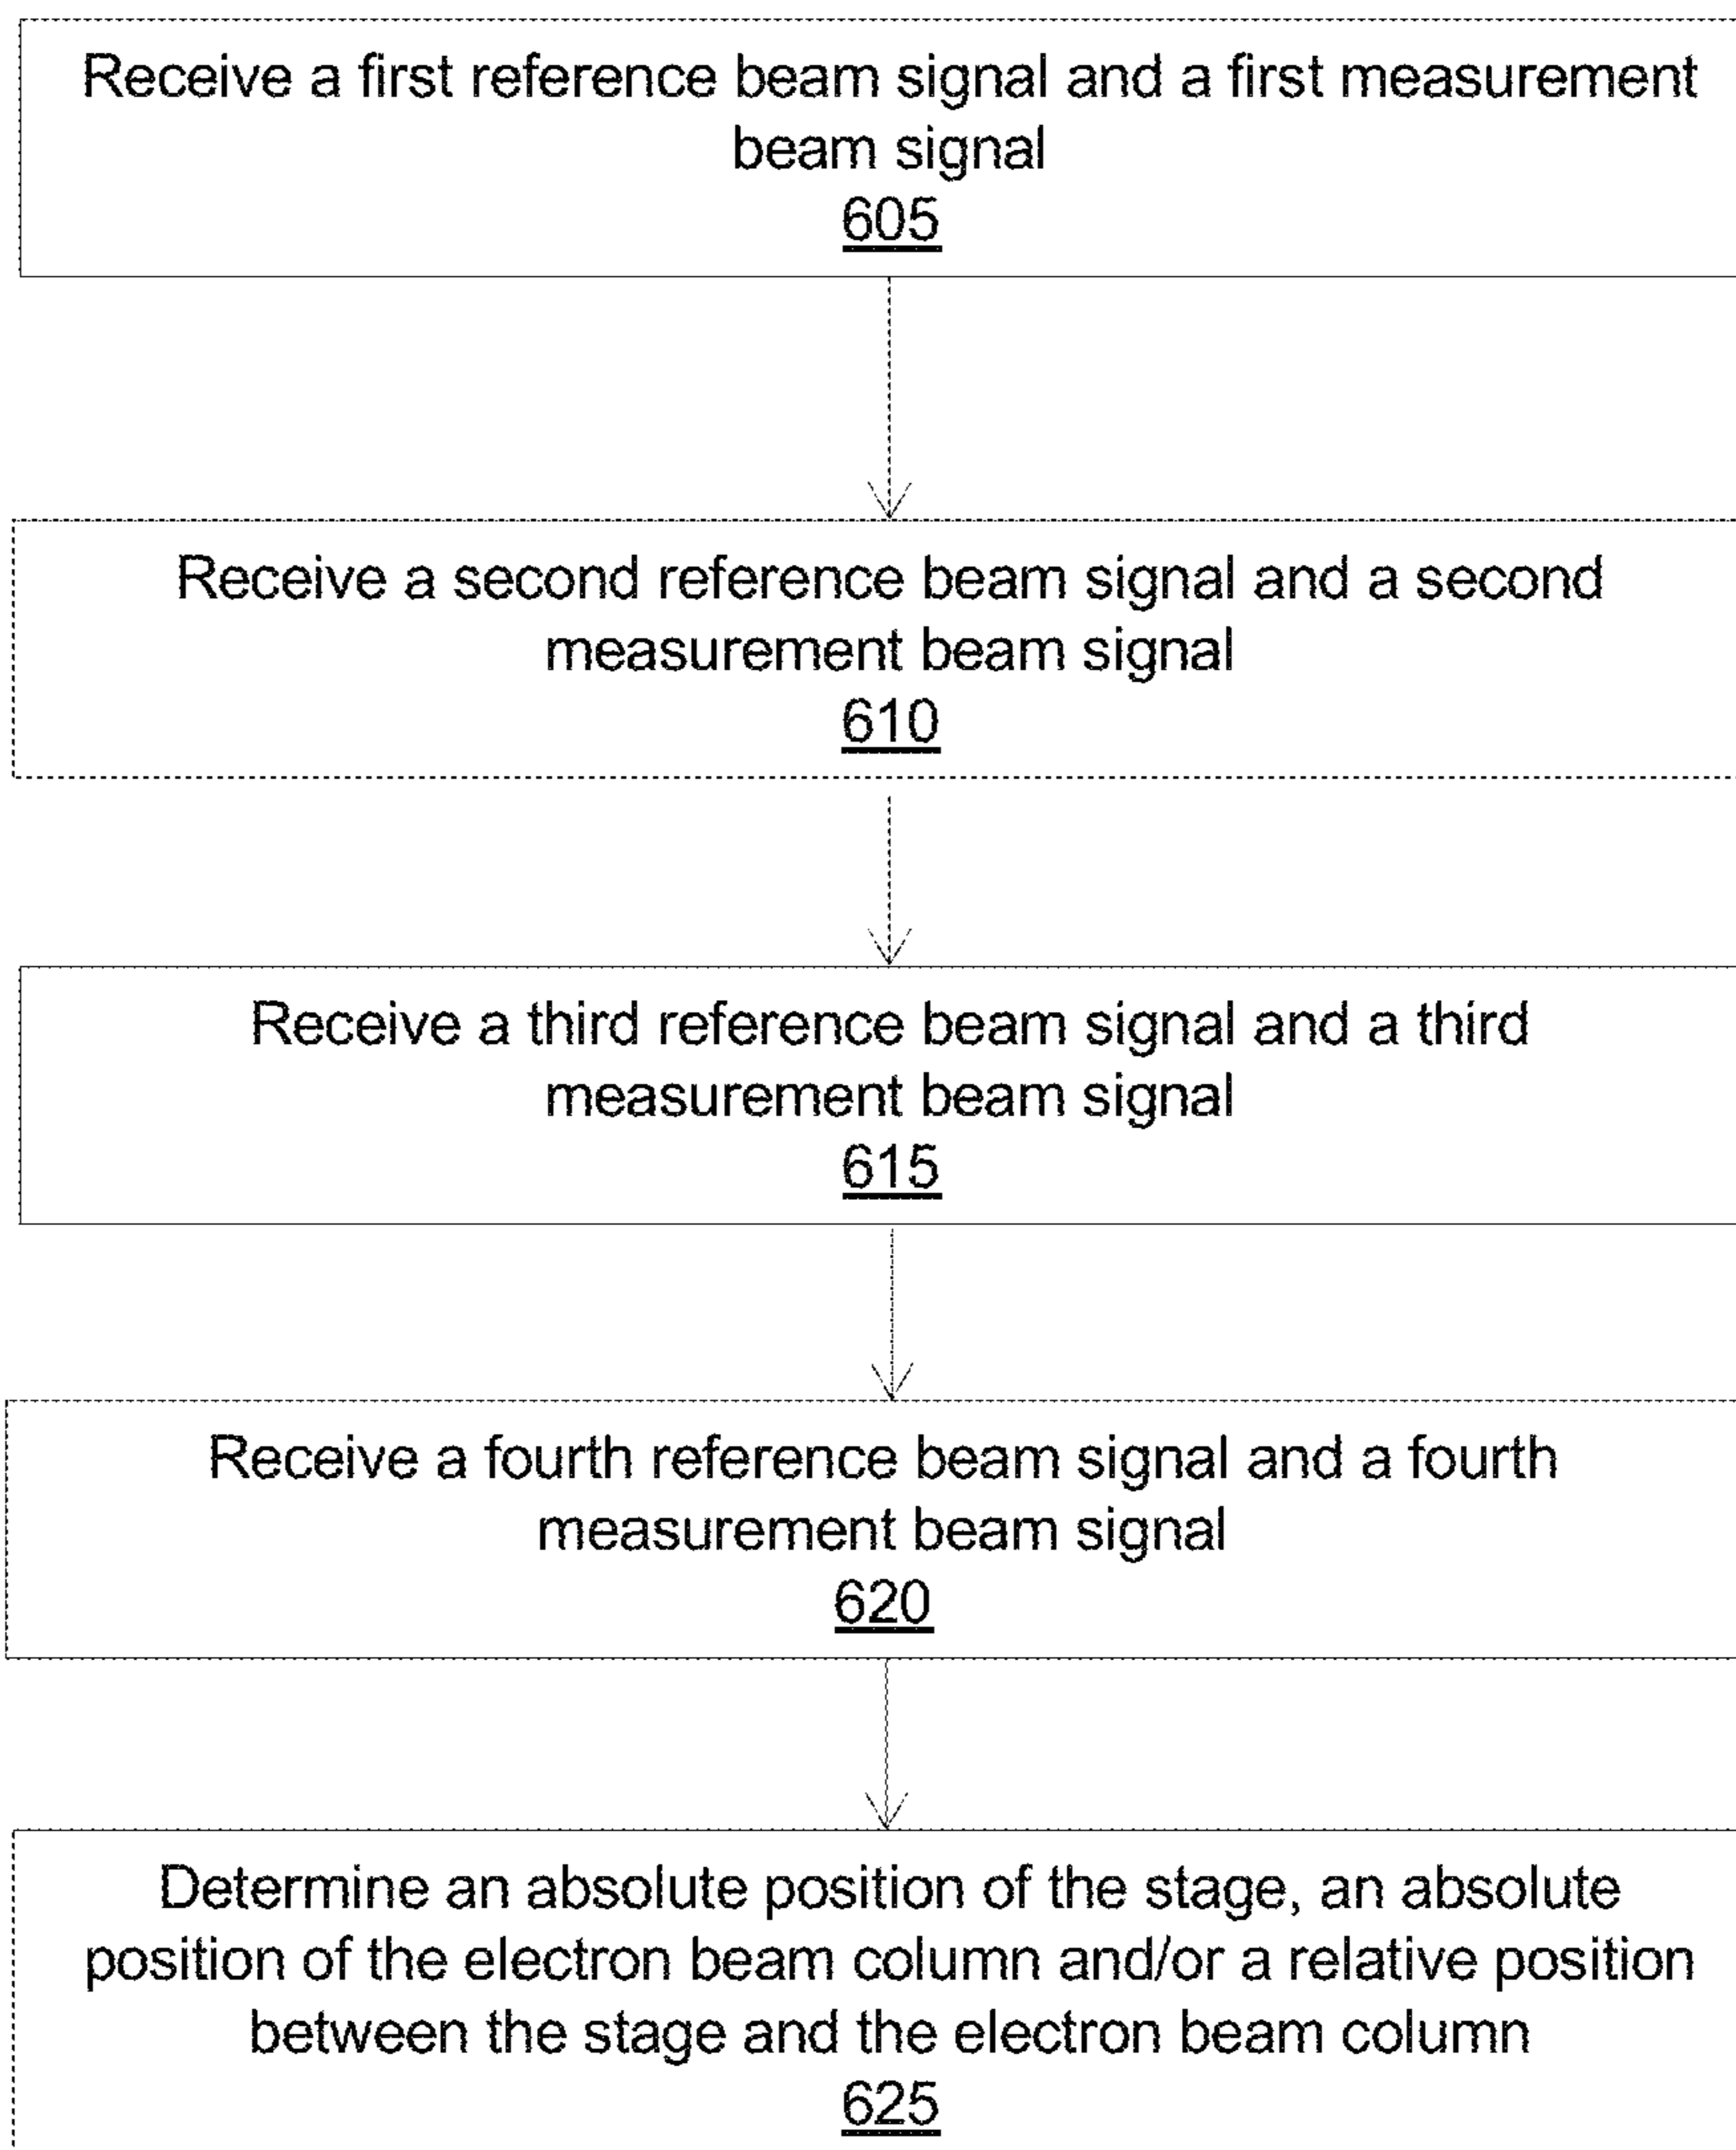 Receive a first reference beam signal and a first measurement
beam signal
605
Receive a second reference beam signal and a second
measurement beam signal
610
Receive a third reference beam signal and a third
measurement beam signal
615
Receive a fourth reference beam signal and a fourth
measurement beam signal
620
Determine an absolute position of the stage, an absolute
position of the electron beam column and/or a relative position
between the stage and the electron beam column
625